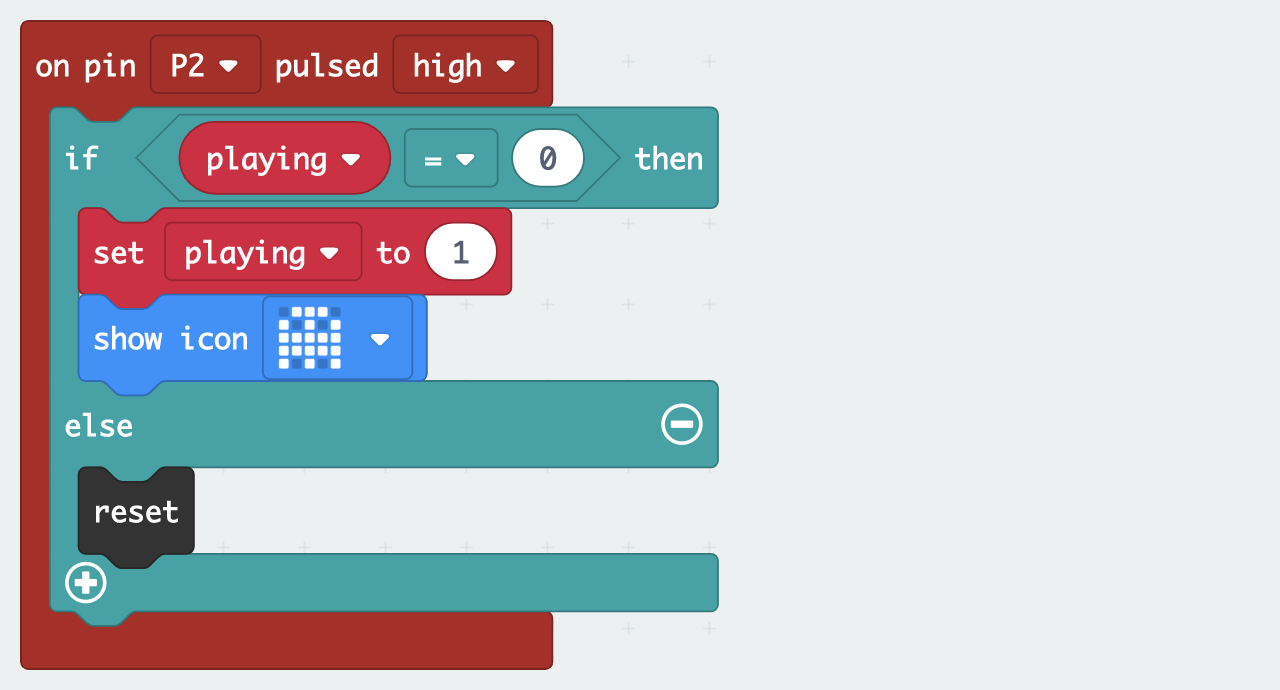 on pin P2 pulsed high
if playing = 0 then
set playing to 1
show icon
else
reset